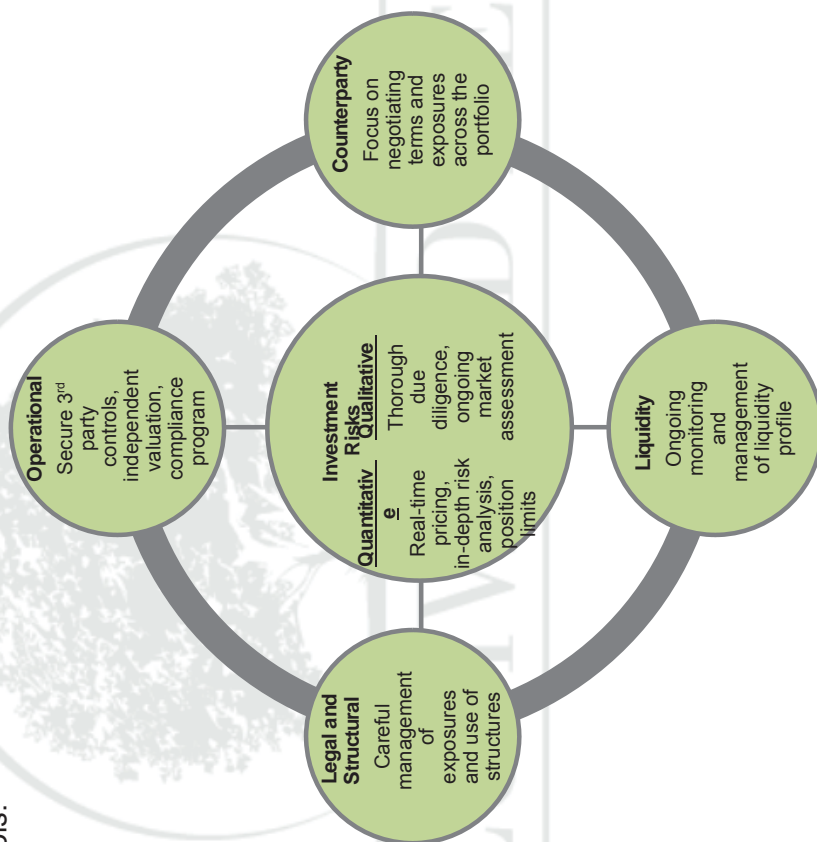 Legal and
Structural
Careful
management
of
exposures
and use of
structures
Operational
Secure 3rd
party
controls,
independent
valuation,
compliance
program
Investment
Risks
Quantitativ
e
Real-time
pricing,
in-depth risk
analysis,
position
limits
Qualitative
Thorough
due
diligence,
ongoing
market
assessment
Liquidity
Ongoing
monitoring
and
management
of liquidity
profile
Counterparty
Focus on
negotiating
terms and
exposures
across the
portfolio